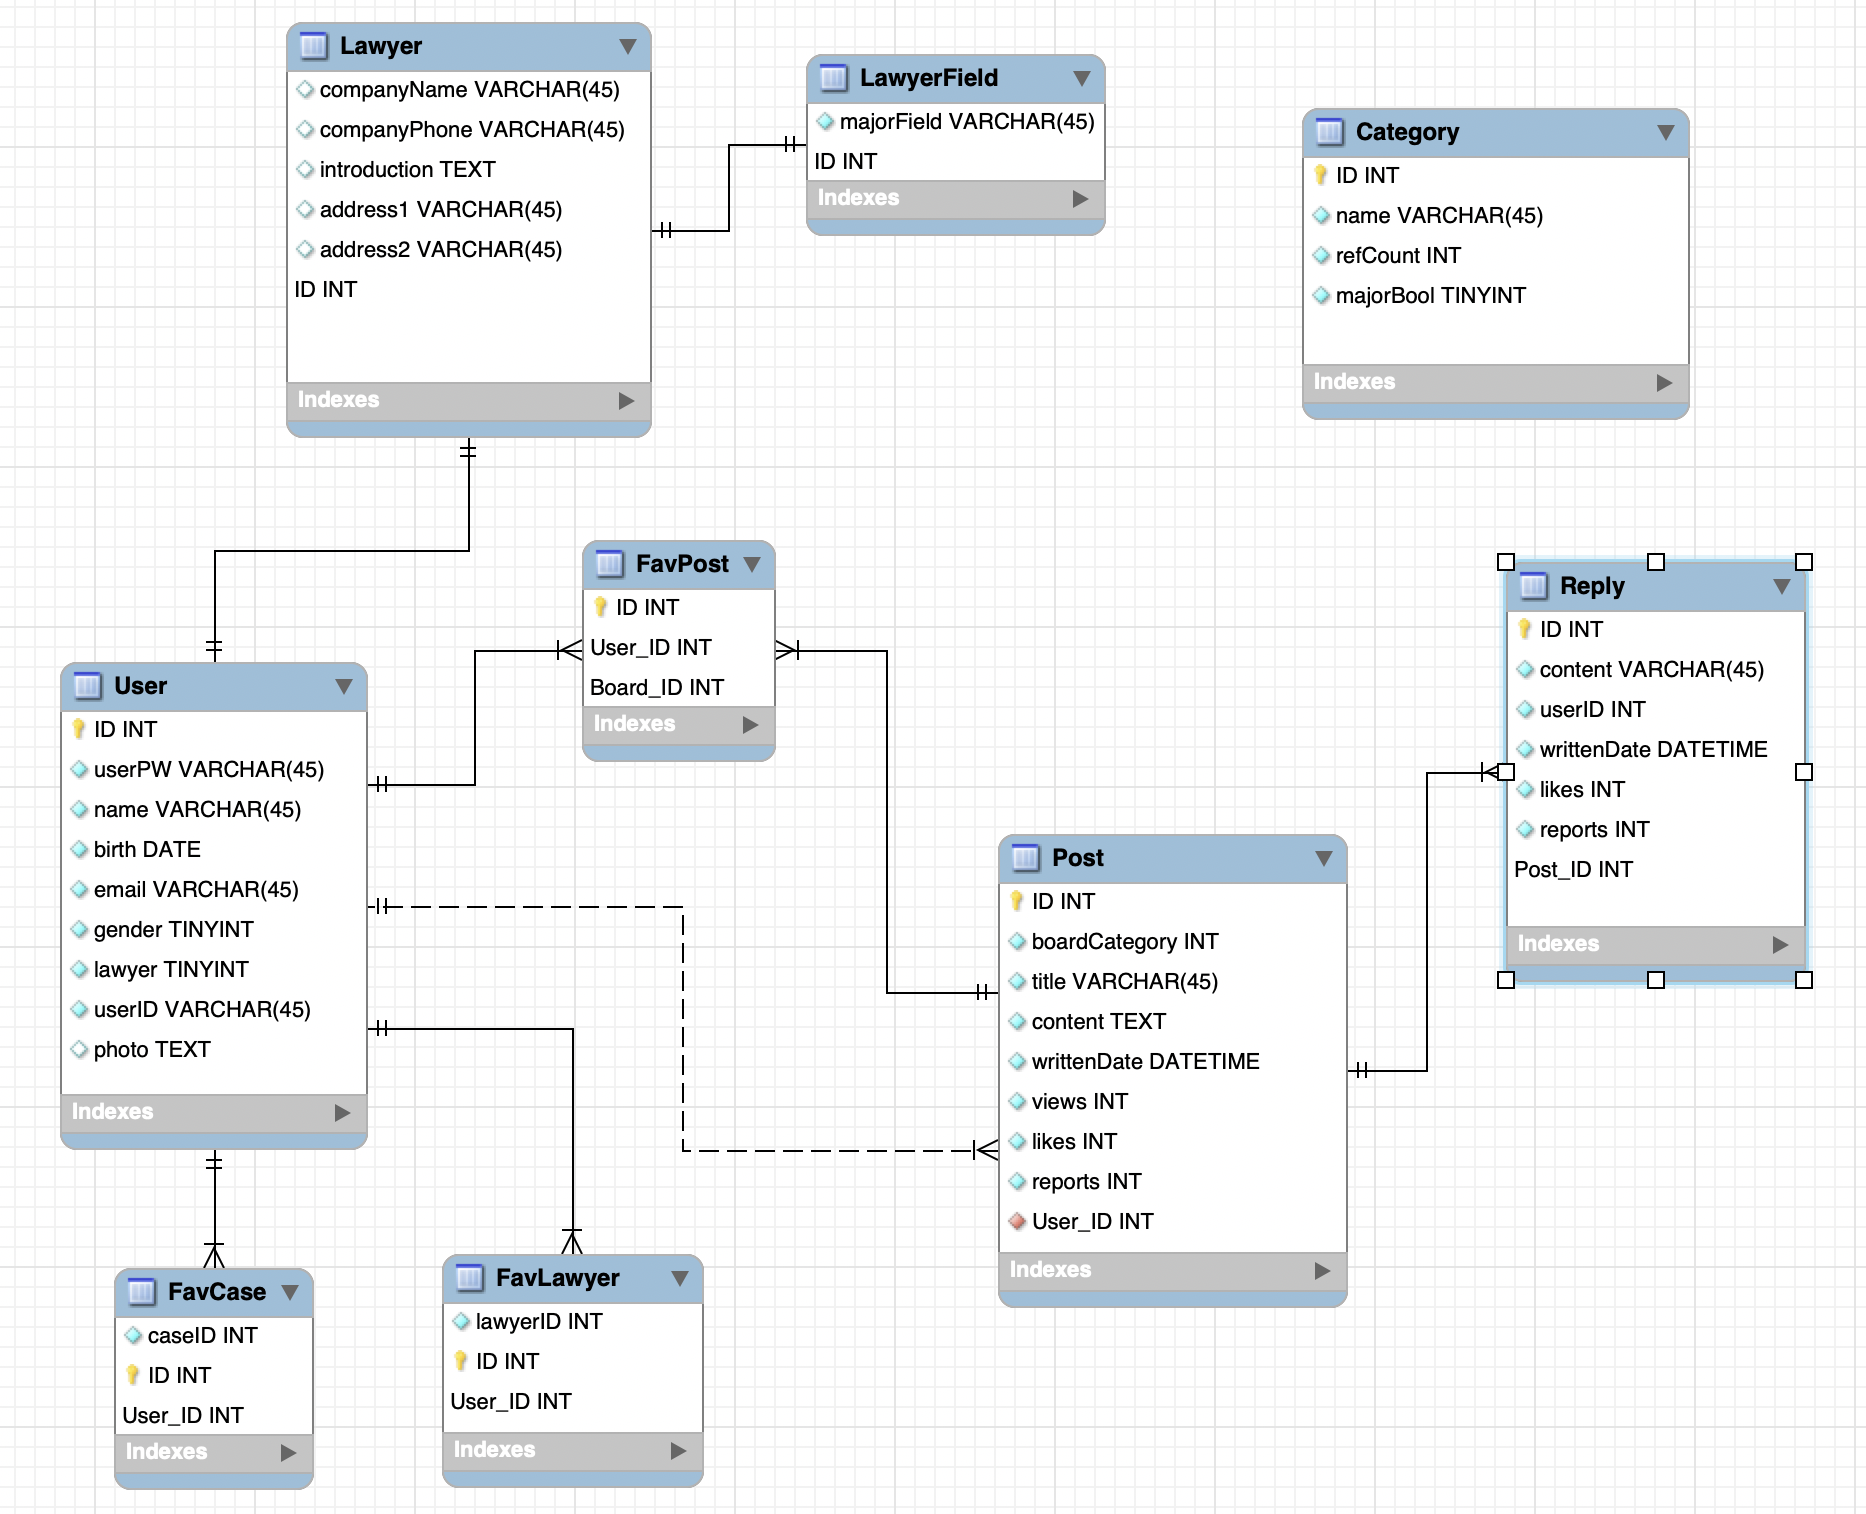 Lawyer
companyName VARCHAR(45)
companyPhone VARCHAR(45)
introduction TEXT
address1 VARCHAR(45)
address2 VARCHAR(45)
ID INT
Indexes
LawyerField
majorField VARCHAR(45)
ID INT
Indexes
Category
ID INT
name VARCHAR(45)
refCount INT
majorBool TINYINT
Indexes
FavPost
ID INT
User_ID INT
Board_ID INT
Indexes
Reply
ID INT
content VARCHAR(45)
userID INT
writtenDate DATETIME
likes INT
reports INT
Post_ID INT
Indexes
User
ID INT
userPW VARCHAR(45)
name VARCHAR(45)
birth DATE
email VARCHAR(45)
gender TINYINT
lawyer TINYINT
userID VARCHAR(45)
photo TEXT
Indexes
Post
ID INT
boardCategory INT
title VARCHAR(45)
content TEXT
writtenDate DATETIME
views INT
likes INT
reports INT
User_ID INT
Indexes
FavCase
caseID INT
ID INT
User_ID INT
Indexes
FavLawyer
lawyerID INT
ID INT
User_ID INT
Indexes